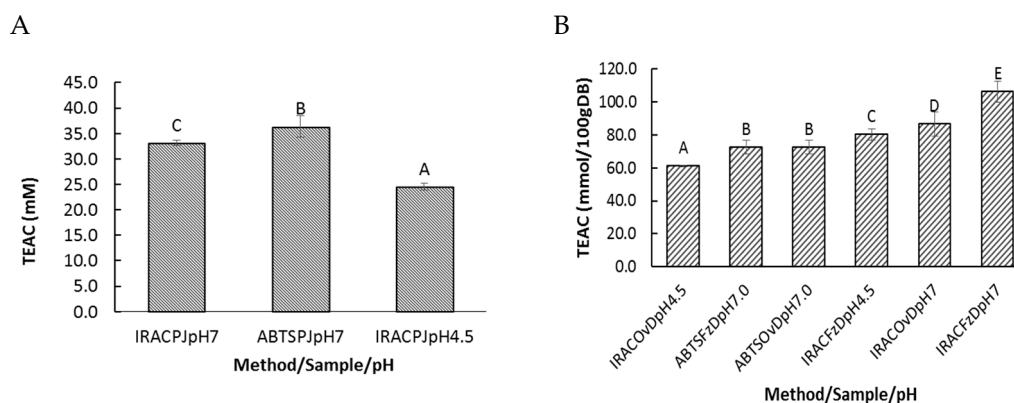 A
TEAC (mM)
45.0
40.0
35.0
30.0
25.0
20.0
15.0
10.0
5.0
0.0
C
B
A
IRACPJpH7 ABTSPJpH7 IRACPJpH4.5
Method/Sample/pH
B
TEAC (mmol/100gDB)
120.0
100.0
80.0
60.0
40.0
20.0
0.0
A
B
B
C
D
E
IRACOvDpH4.5
ABTSFzDpH7.0
ABTSOvDpH7.0
IRACFzDpH4.5
IRACOvDpH7
IRACFzDpH7
Method/Sample/pH